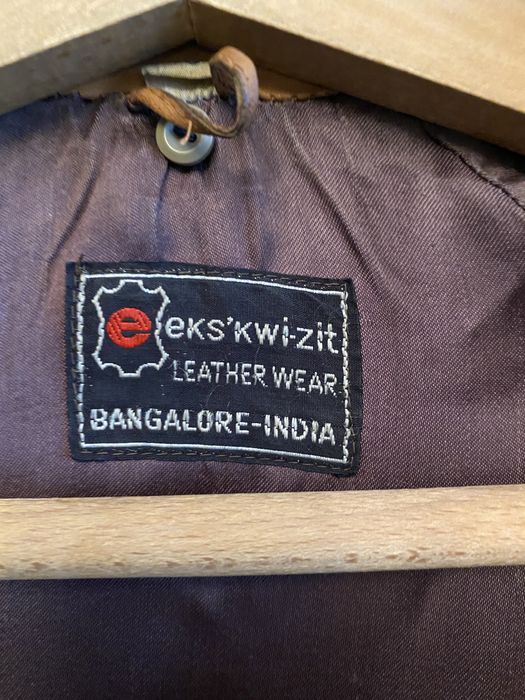 e eks'kwi-zit
LEATHER WEAR
BANGALORE-INDIA